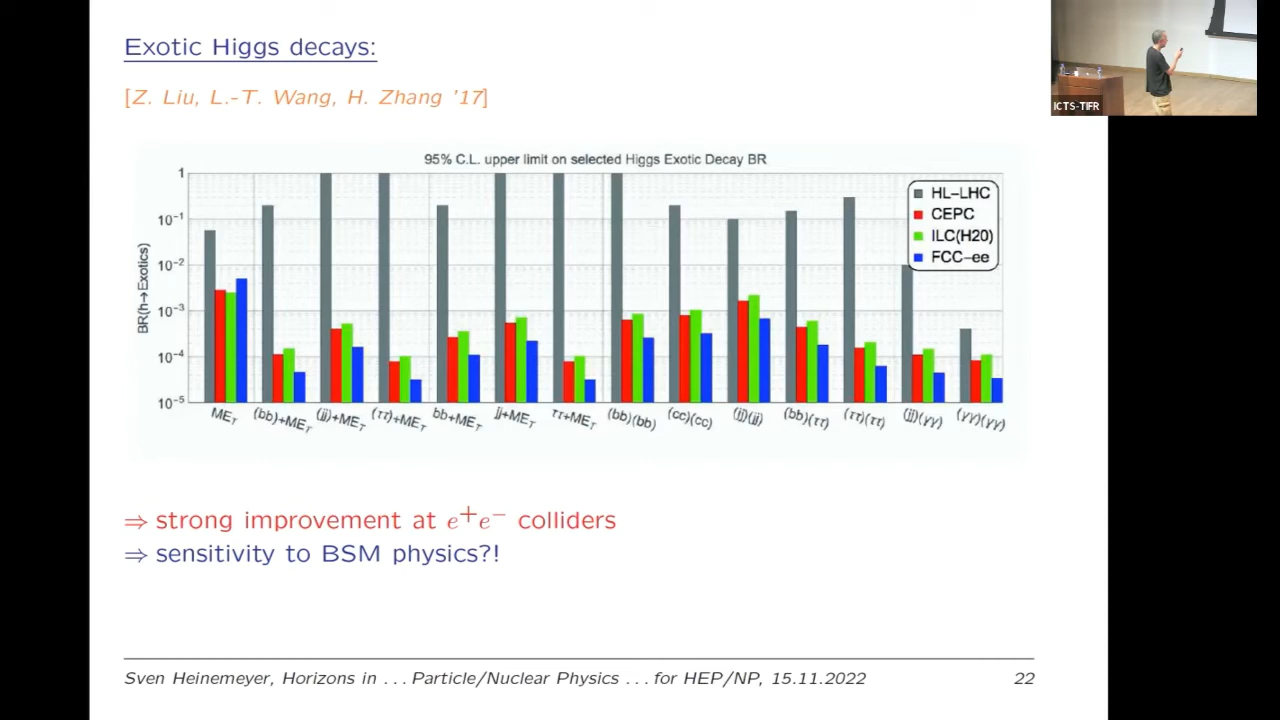 Exotic Higgs decays:
[Z. Liu, L.-T. Wang, H. Zhang '17]
95% C.L. upper limit on selected Higgs Exotic Decay BR
BR(h→Exotics)
1
10⁻¹
10⁻²
10⁻³
10⁻⁴
10⁻⁵
HL-LHC
CEPC
ILC(H20)
FCC-ee
MET (bb)+MET (jj)+MET (ττ)+MET bb+MET jj+MET ττ+MET (bb)(bb) (cc)(cc) (jj)(jj) (bb)(ττ) (ττ)(ττ) (jj)(γγ) (γγ)(γγ)
⇒ strong improvement at e⁺e⁻ colliders
⇒ sensitivity to BSM physics?!
Sven Heinemeyer, Horizons in ... Particle/Nuclear Physics ... for HEP/NP, 15.11.2022 22
ICTS-TIFR